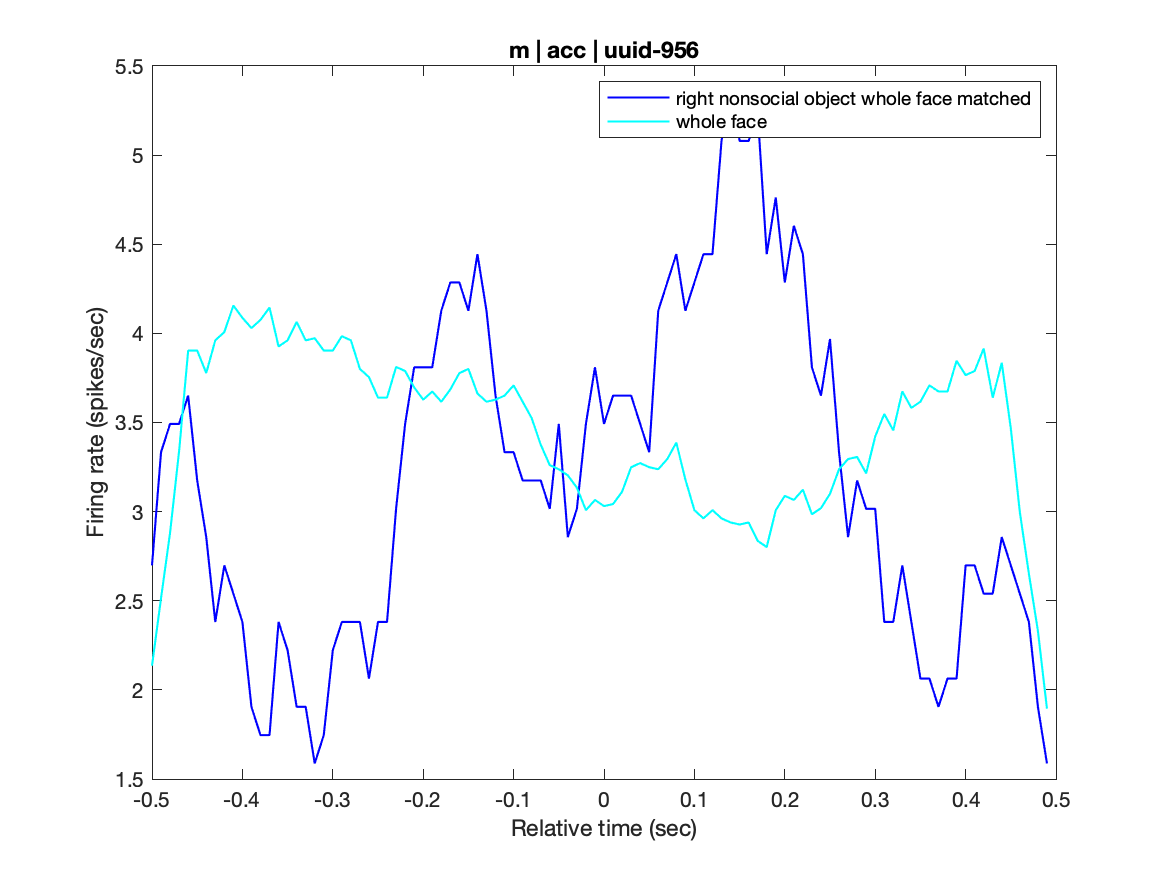 m | acc | uuid-956
5.5
right nonsocial object whole face matched
whole face
5
4.5
4
3.5
3
2.5
2
1.5
Firing rate (spikes/sec)
-0.5 -0.4 -0.3 -0.2 -0.1 0 0.1 0.2 0.3 0.4 0.5
Relative time (sec)